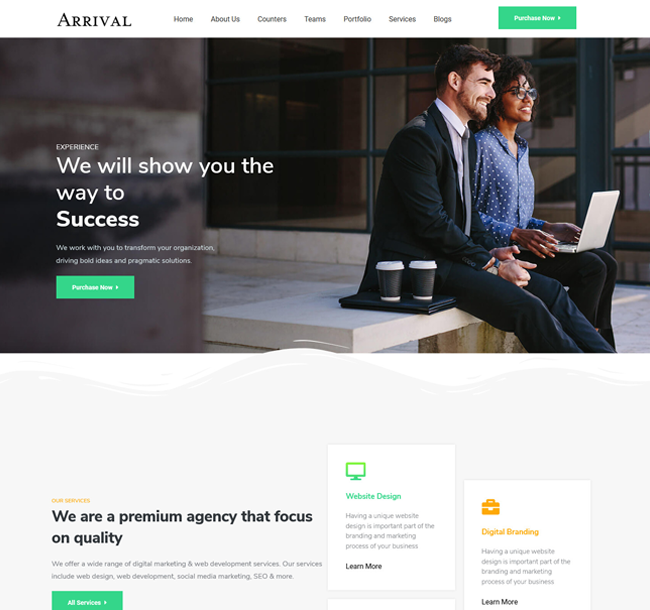 ARRIVAL
Home About Us Counters Teams Portfolio Services Blogs
Purchase Now
EXPERIENCE
We will show you the
way to
Success
We work with you to transform your organization,
driving bold ideas and pragmatic solutions.
Purchase Now
OUR SERVICES
We are a premium agency that focus
on quality
We offer a wide range of digital marketing & web development services. Our services
include web design, web development, social media marketing, SEO & more.
All Services
Website Design
Having a unique website
design is important part of the
branding and marketing
process of your business
Learn More
Digital Branding
Having a unique website
design is important part of the
branding and marketing
process of your business
Learn More